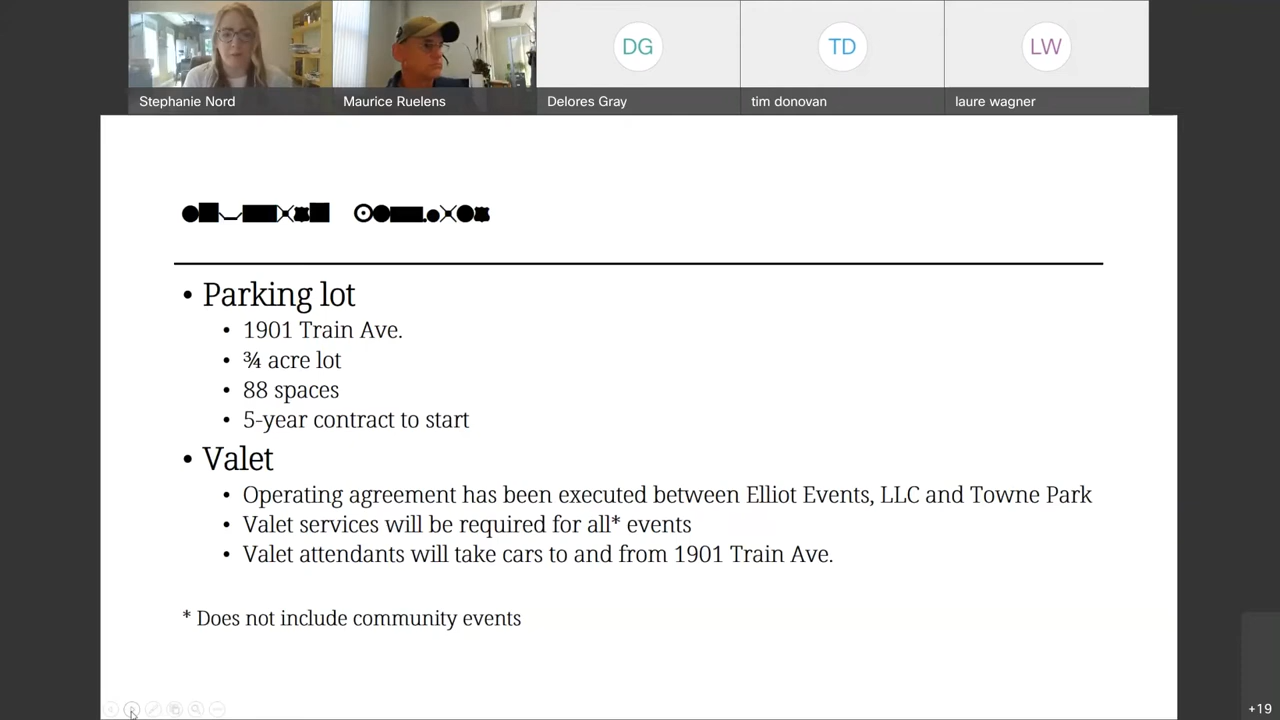 DG
TD
LW
Stephanie Nord
Maurice Ruelens
Delores Gray
tim donovan
laure wagner
• Parking lot
• 1901 Train Ave.
• ¾ acre lot
• 88 spaces
• 5-year contract to start
• Valet
• Operating agreement has been executed between Elliot Events, LLC and Towne Park
• Valet services will be required for all* events
• Valet attendants will take cars to and from 1901 Train Ave.
* Does not include community events
+19